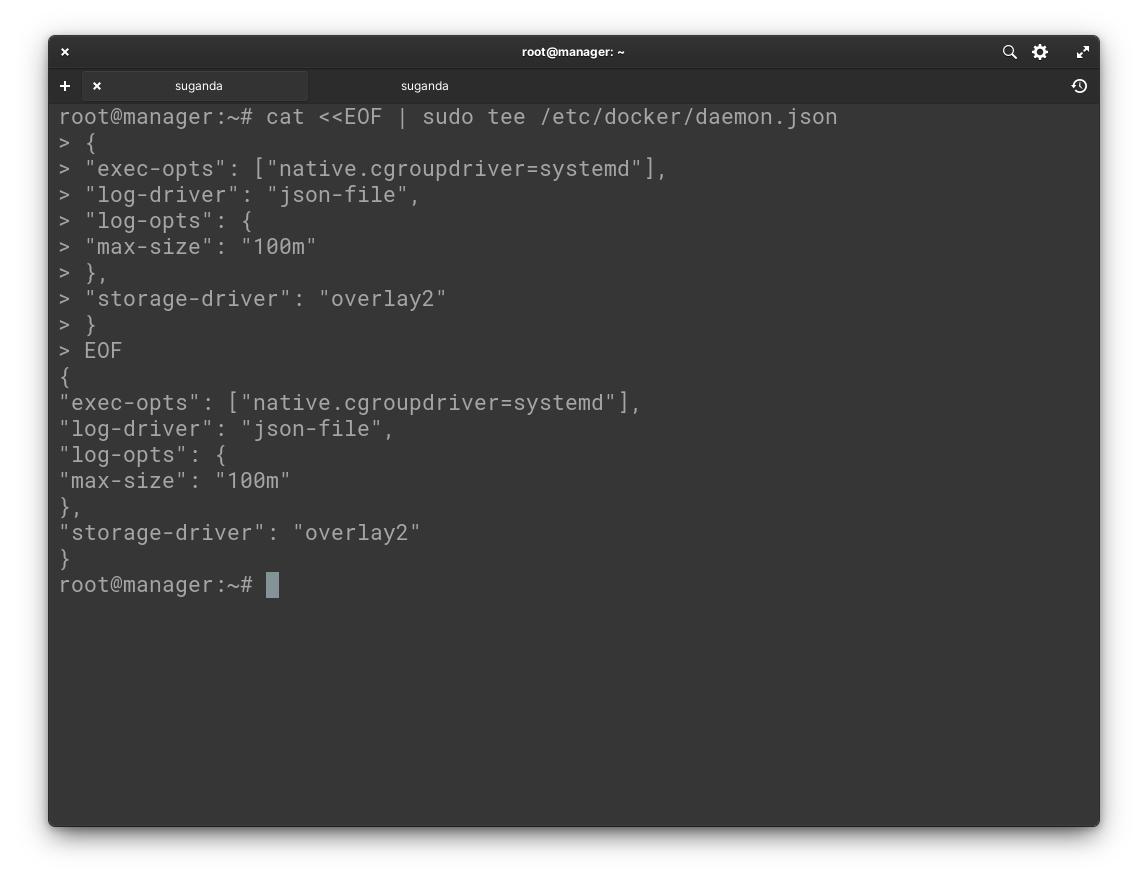 root@manager: ~
suganda
suganda
root@manager:~# cat <<EOF | sudo tee /etc/docker/daemon.json
> {
> "exec-opts": ["native.cgroupdriver=systemd"],
> "log-driver": "json-file",
> "log-opts": {
> "max-size": "100m"
> },
> "storage-driver": "overlay2"
> }
> EOF
{
"exec-opts": ["native.cgroupdriver=systemd"],
"log-driver": "json-file",
"log-opts": {
"max-size": "100m"
},
"storage-driver": "overlay2"
}
root@manager:~#